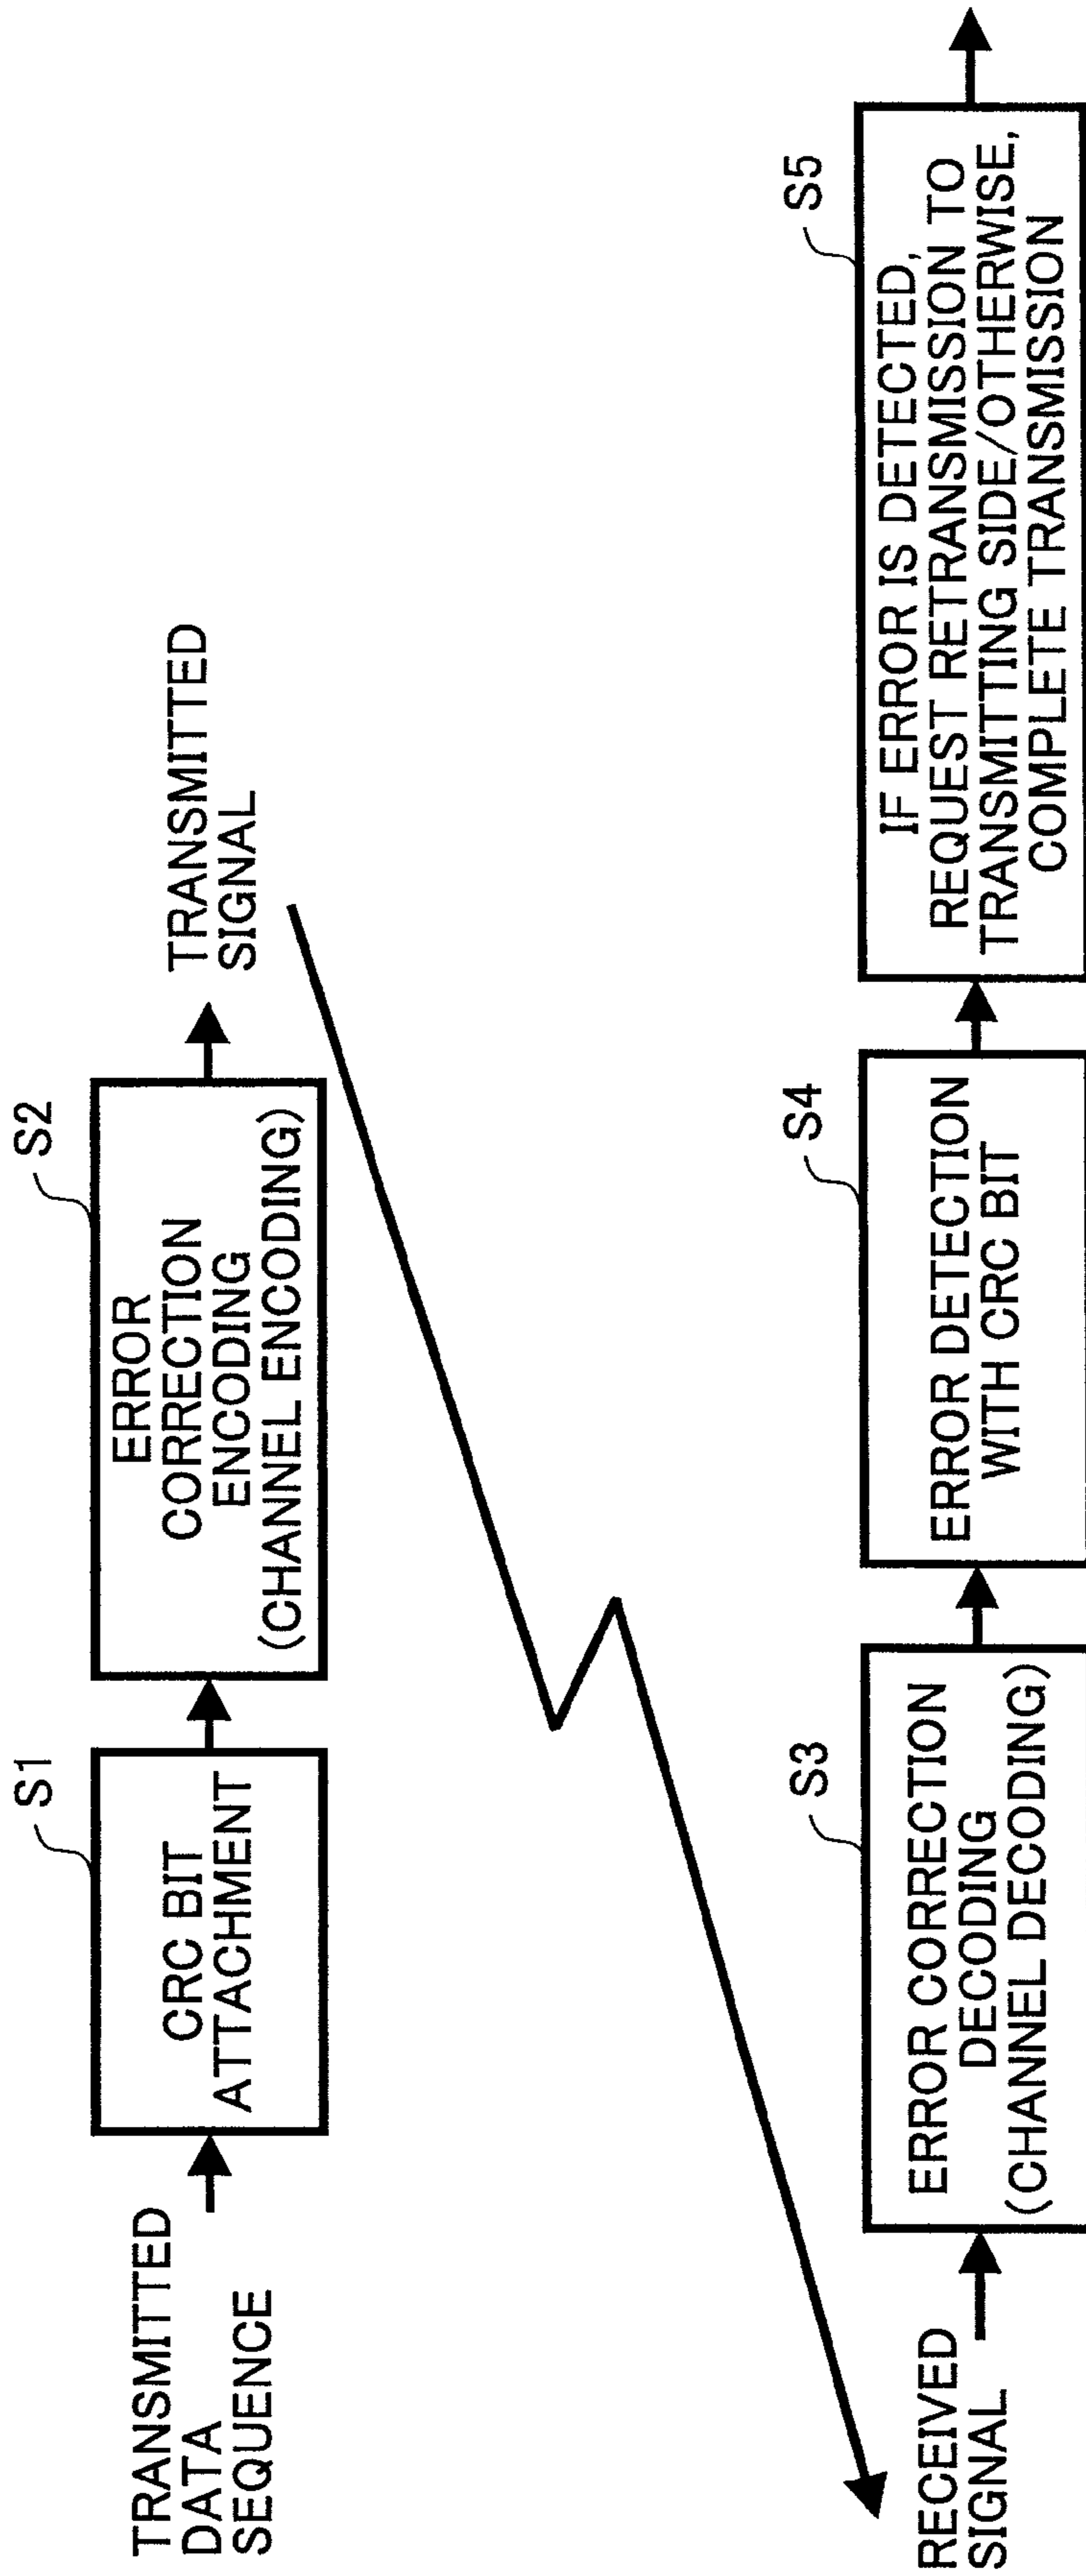 TRANSMITTED
DATA
SEQUENCE
S1
CRC BIT
ATTACHMENT
S2
ERROR
CORRECTION
ENCODING
(CHANNEL ENCODING)
TRANSMITTED
SIGNAL
RECEIVED
SIGNAL
S3
ERROR CORRECTION
DECODING
(CHANNEL DECODING)
S4
ERROR DETECTION
WITH CRC BIT
S5
IF ERROR IS DETECTED,
REQUEST RETRANSMISSION TO
TRANSMITTING SIDE/OTHERWISE,
COMPLETE TRANSMISSION